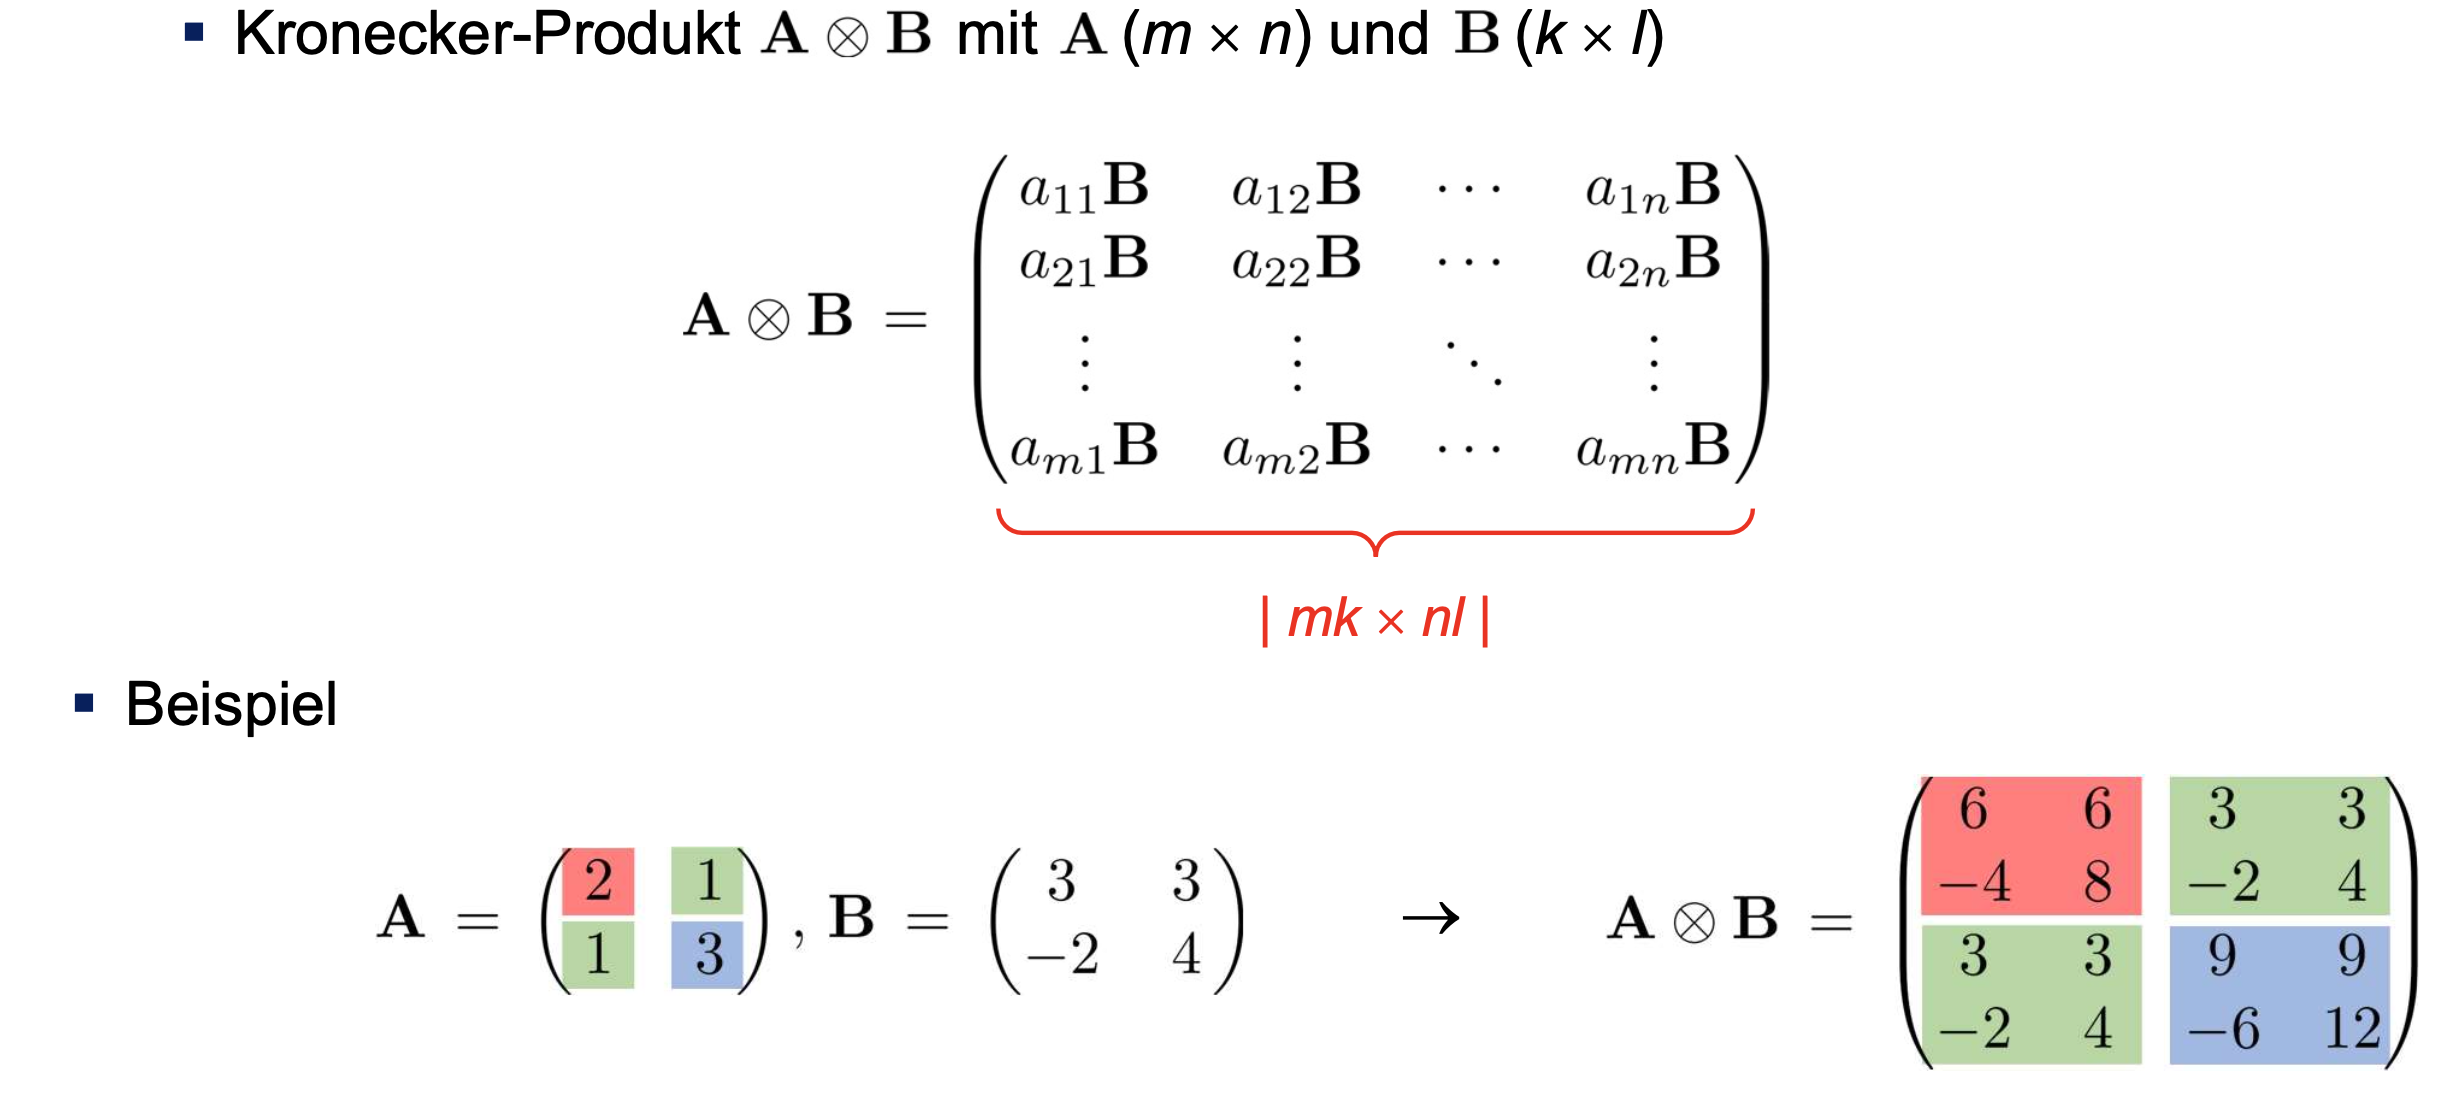 ▪ Kronecker-Produkt A ⊗ B mit A (m × n) und B (k × l)
A ⊗ B = ( a₁₁B a₁₂B ⋯ a₁ₙB
a₂₁B a₂₂B ⋯ a₂ₙB
⋮ ⋮ ⋱ ⋮
aₘ₁B aₘ₂B ⋯ aₘₙB )
| mk × nl |
▪ Beispiel
A = ( 2 1
1 3 ) , B = ( 3 3
−2 4 ) → A ⊗ B = ( 6 6 3 3
−4 8 −2 4
3 3 9 9
−2 4 −6 12 )